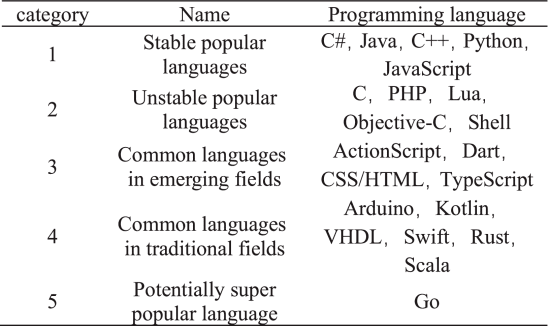 category Name Programming language
1 Stable popular languages C#, Java, C++, Python, JavaScript
2 Unstable popular languages C, PHP, Lua, Objective-C, Shell
3 Common languages in emerging fields ActionScript, Dart, CSS/HTML, TypeScript
4 Common languages in traditional fields Arduino, Kotlin, VHDL, Swift, Rust, Scala
5 Potentially super popular language Go